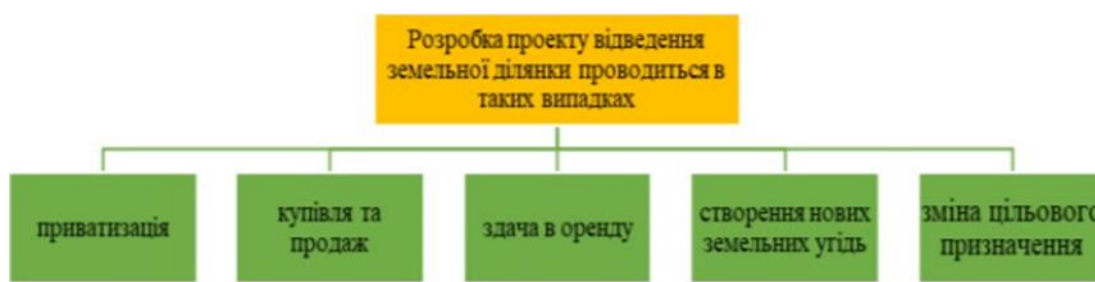 Розробка проекту відведення
земельної ділянки проводиться в
таких випадках
приватизація
купівля та
продаж
здача в оренду
створення нових
земельних угідь
зміна цільового
призначення